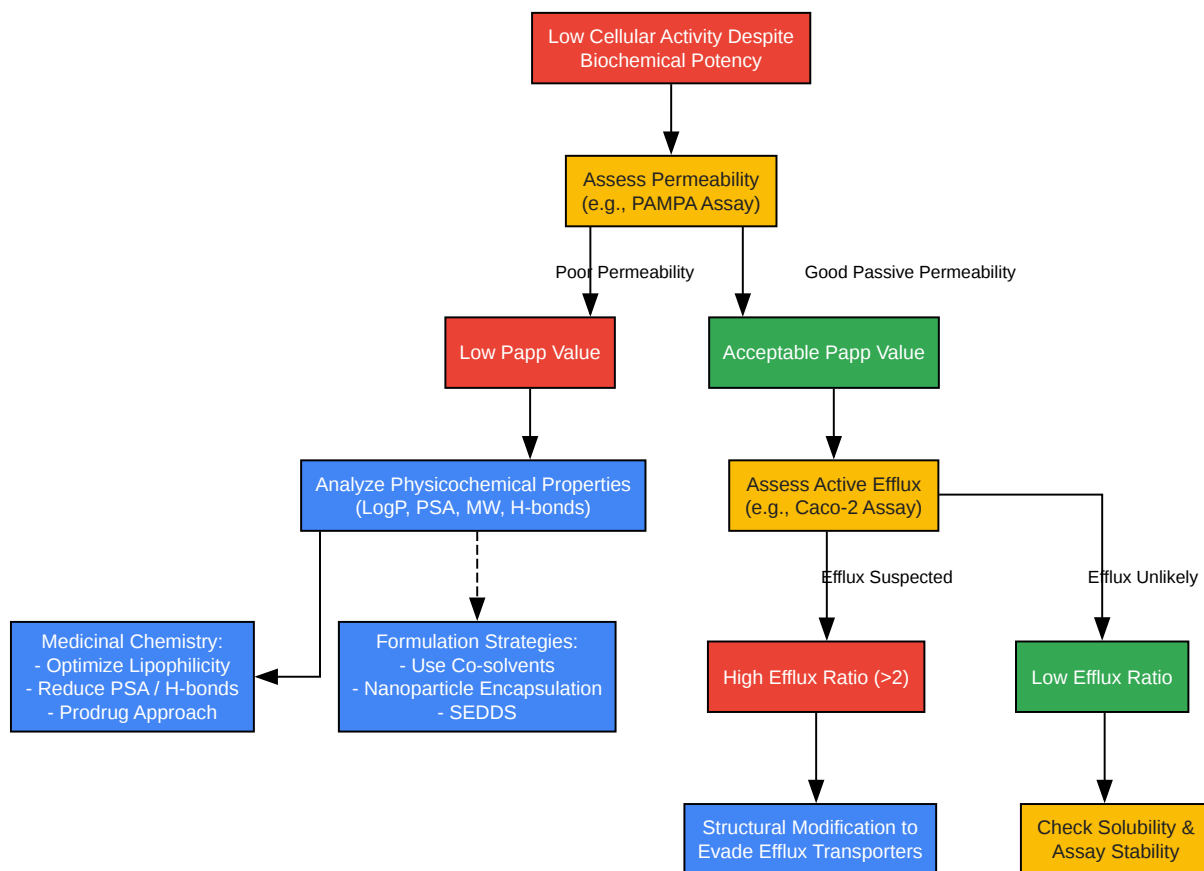 Low Cellular Activity Despite
Biochemical Potency
Assess Permeability
(e.g., PAMPA Assay)
Poor Permeability
Good Passive Permeability
Low Papp Value
Acceptable Papp Value
Analyze Physicochemical Properties
(LogP, PSA, MW, H-bonds)
Assess Active Efflux
(e.g., Caco-2 Assay)
Efflux Suspected
Efflux Unlikely
Medicinal Chemistry:
- Optimize Lipophilicity
- Reduce PSA / H-bonds
- Prodrug Approach
Formulation Strategies:
- Use Co-solvents
- Nanoparticle Encapsulation
- SEDDS
High Efflux Ratio (>2)
Low Efflux Ratio
Structural Modification to
Evade Efflux Transporters
Check Solubility &
Assay Stability